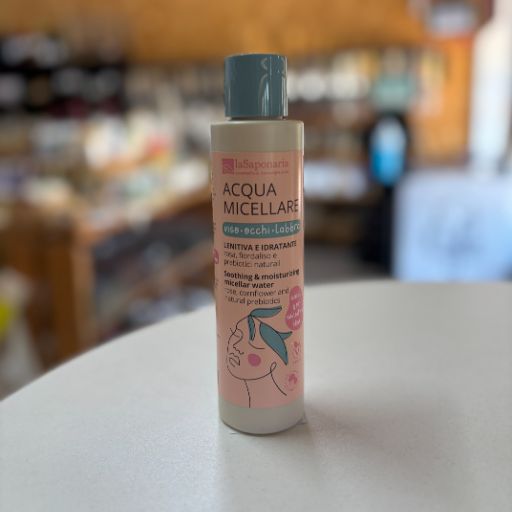 laSaponaria
ACQUA
MICELLARE
viso•occhi•labbra
LENITIVA E IDRATANTE
rosa, fiordaliso e
prebiotici naturali
Soothing & moisturizing
micellar water
rose, cornflower and
natural prebiotics